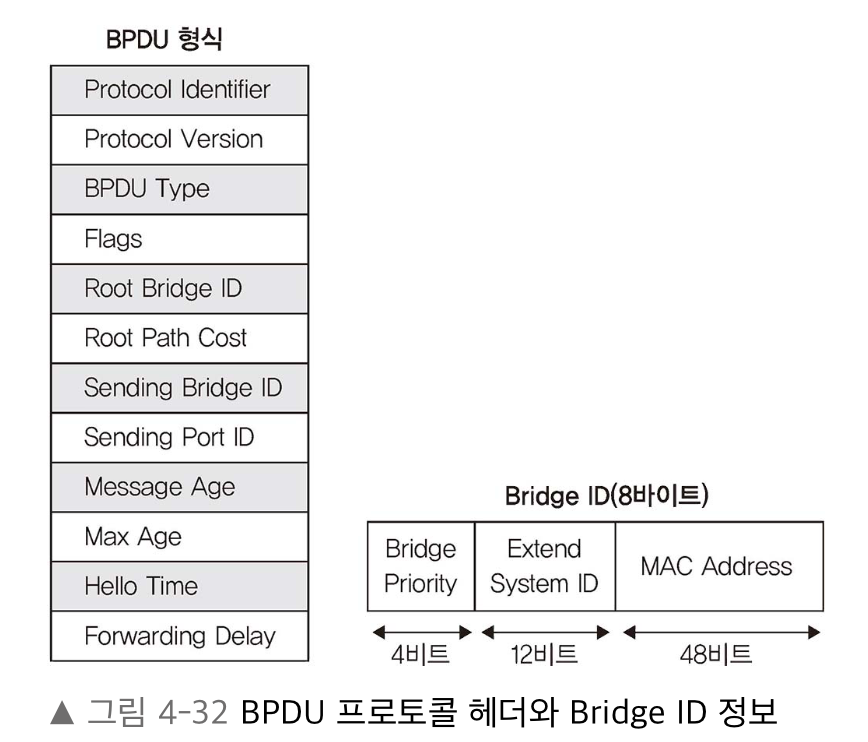 BPDU 형식
Protocol Identifier
Protocol Version
BPDU Type
Flags
Root Bridge ID
Root Path Cost
Sending Bridge ID
Sending Port ID
Message Age
Max Age
Hello Time
Forwarding Delay
Bridge ID(8바이트)
Bridge
Priority
Extend
System ID
MAC Address
4비트
12비트
48비트
▲ 그림 4-32 BPDU 프로토콜 헤더와 Bridge ID 정보